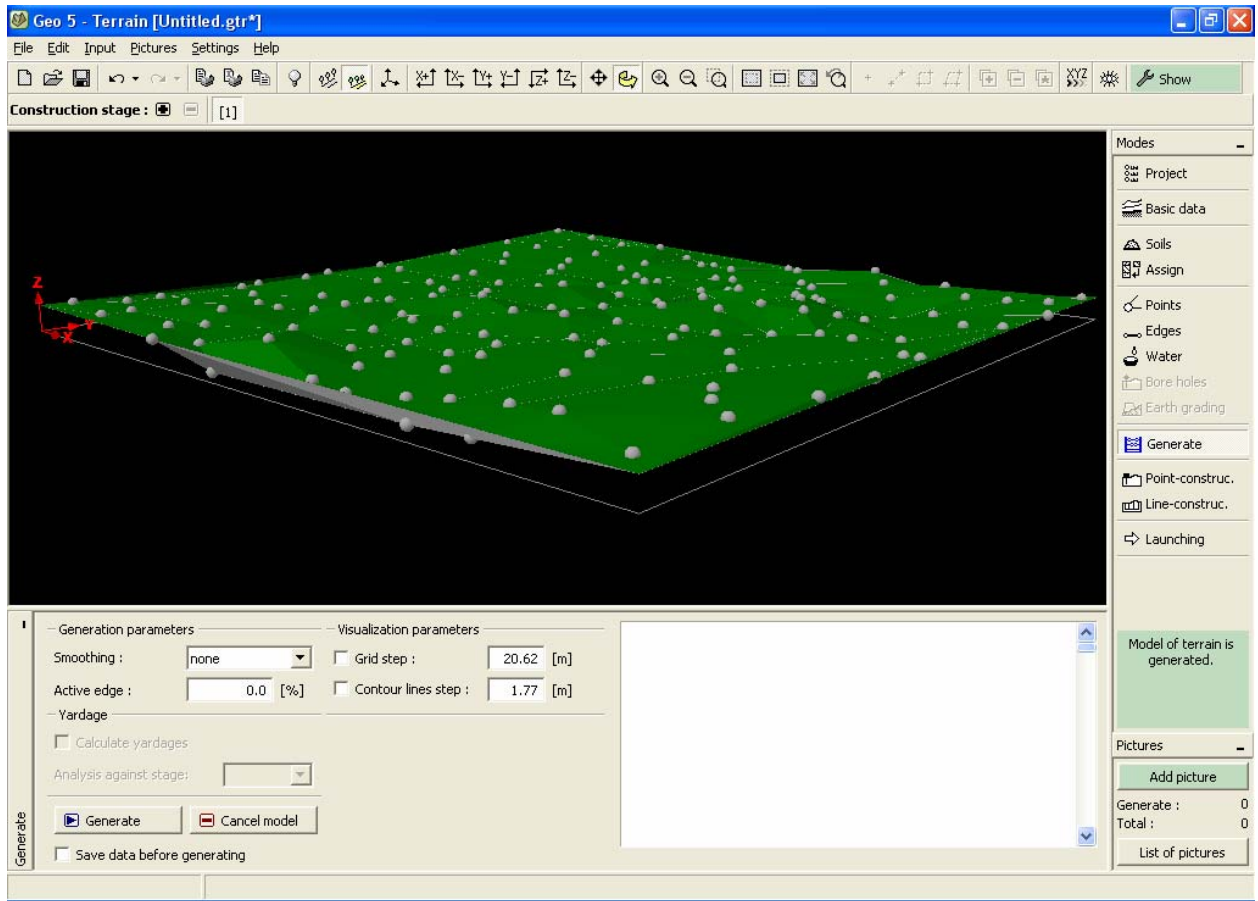 Geo 5 - Terrain [Untitled.gtr*]
File Edit Input Pictures Settings Help
X+ X- Y+ Y- Z+ Z- XYZ Show
Construction stage : [1]
Modes
Project
Basic data
Soils
Assign
Points
Edges
Water
Bore holes
Earth grading
Generate
Point-construc.
Line-construc.
Launching
Z
Y
X
Generation parameters
Smoothing : none
Active edge : 0.0 [%]
Yardage
Calculate yardages
Analysis against stage:
Generate Cancel model
Save data before generating
Visualization parameters
Grid step : 20.62 [m]
Contour lines step : 1.77 [m]
Generate
Model of terrain is
generated.
Pictures
Add picture
Generate : 0
Total : 0
List of pictures